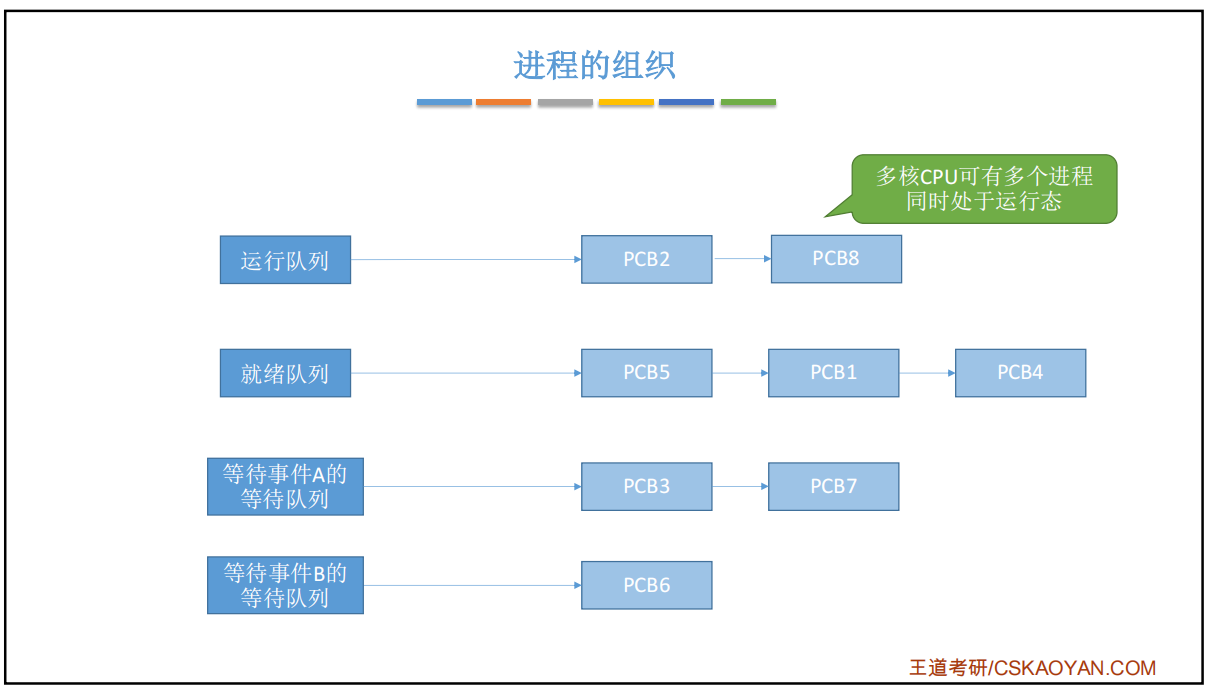 进程的组织
多核CPU可有多个进程
同时处于运行态
运行队列
PCB2
PCB8
就绪队列
PCB5
PCB1
PCB4
等待事件A的
等待队列
PCB3
PCB7
等待事件B的
等待队列
PCB6
王道考研/CSKAOYAN.COM